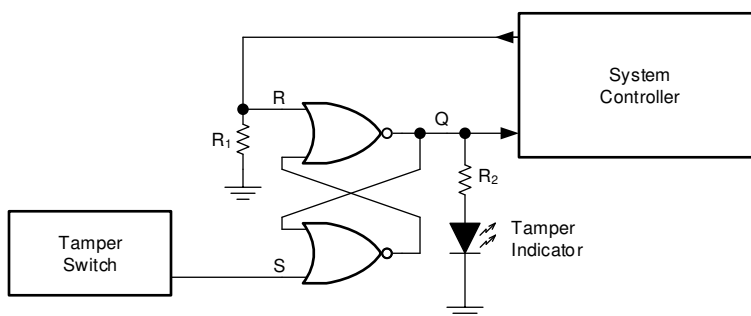 System
Controller
R
Q
R1
R2
Tamper
Switch
S
Tamper
Indicator